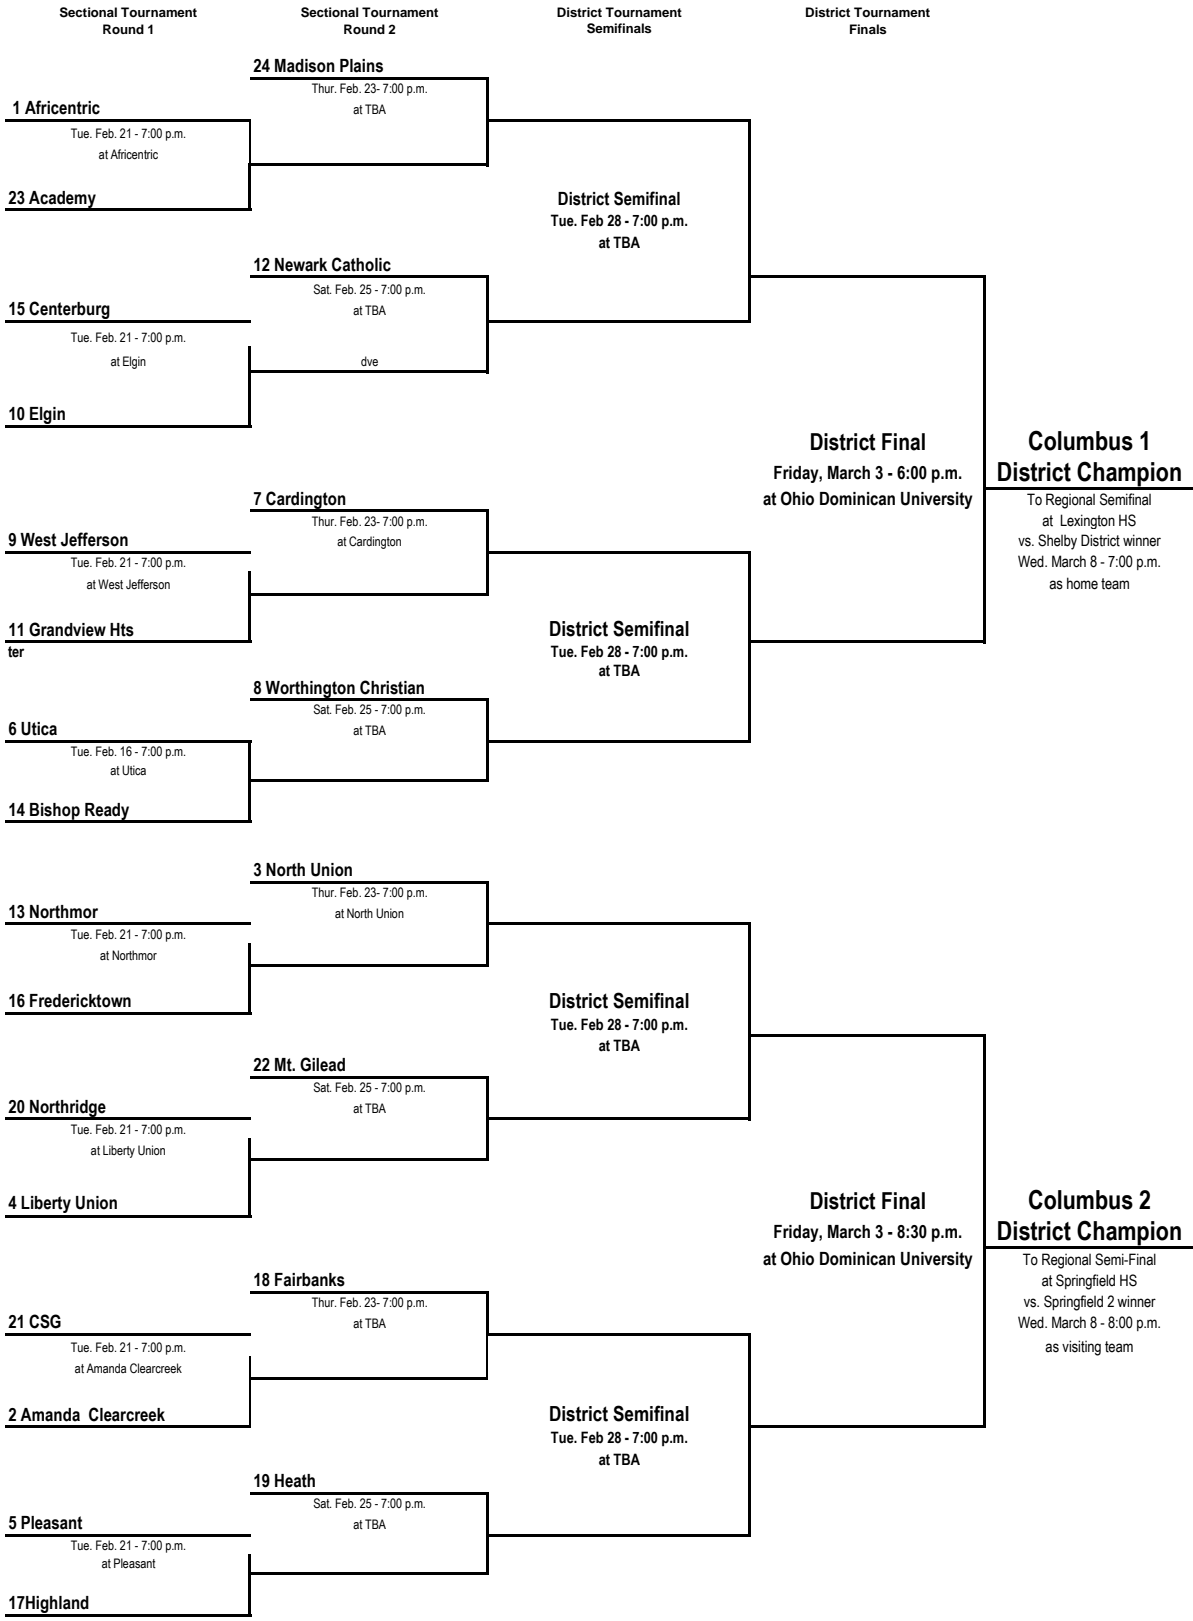 Sectional Tournament
Round 1
Sectional Tournament
Round 2
District Tournament
Semifinals
District Tournament
Finals
24 Madison Plains
Thur. Feb. 23- 7:00 p.m.
at TBA
1 Africentric
Tue. Feb. 21 - 7:00 p.m.
at Africentric
23 Academy
District Semifinal
Tue. Feb 28 - 7:00 p.m.
at TBA
12 Newark Catholic
Sat. Feb. 25 - 7:00 p.m.
at TBA
15 Centerburg
Tue. Feb. 21 - 7:00 p.m.
at Elgin
dve
10 Elgin
District Final
Friday, March 3 - 6:00 p.m.
at Ohio Dominican University
Columbus 1
District Champion
To Regional Semifinal
at Lexington HS
vs. Shelby District winner
Wed. March 8 - 7:00 p.m.
as home team
7 Cardington
Thur. Feb. 23- 7:00 p.m.
at Cardington
9 West Jefferson
Tue. Feb. 21 - 7:00 p.m.
at West Jefferson
11 Grandview Hts
ter
District Semifinal
Tue. Feb 28 - 7:00 p.m.
at TBA
8 Worthington Christian
Sat. Feb. 25 - 7:00 p.m.
at TBA
6 Utica
Tue. Feb. 16 - 7:00 p.m.
at Utica
14 Bishop Ready
3 North Union
Thur. Feb. 23- 7:00 p.m.
at North Union
13 Northmor
Tue. Feb. 21 - 7:00 p.m.
at Northmor
16 Fredericktown
District Semifinal
Tue. Feb 28 - 7:00 p.m.
at TBA
22 Mt. Gilead
Sat. Feb. 25 - 7:00 p.m.
at TBA
20 Northridge
Tue. Feb. 21 - 7:00 p.m.
at Liberty Union
4 Liberty Union
District Final
Friday, March 3 - 8:30 p.m.
at Ohio Dominican University
Columbus 2
District Champion
To Regional Semi-Final
at Springfield HS
vs. Springfield 2 winner
Wed. March 8 - 8:00 p.m.
as visiting team
18 Fairbanks
Thur. Feb. 23- 7:00 p.m.
at TBA
21 CSG
Tue. Feb. 21 - 7:00 p.m.
at Amanda Clearcreek
2 Amanda Clearcreek
District Semifinal
Tue. Feb 28 - 7:00 p.m.
at TBA
19 Heath
Sat. Feb. 25 - 7:00 p.m.
at TBA
5 Pleasant
Tue. Feb. 21 - 7:00 p.m.
at Pleasant
17Highland